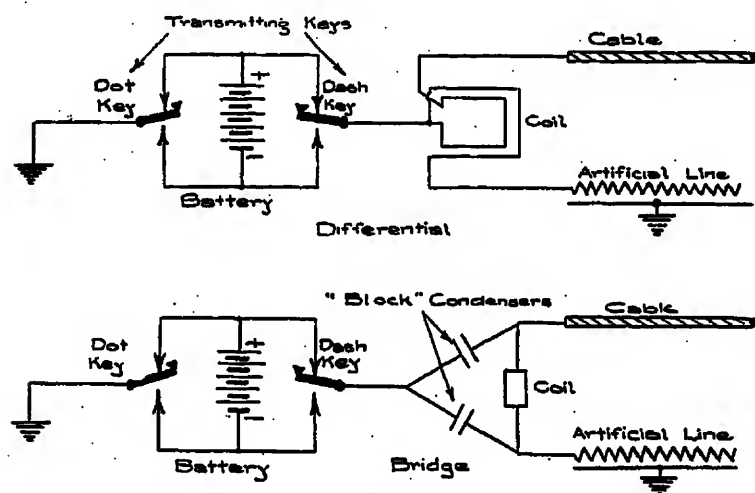 Transmitting Keys
Dot
Key
+
Dash
Key
-
Battery
Cable
Coil
Artificial Line
Differential
"Block" Condensers
Dot
Key
+
Dash
Key
-
Battery
Bridge
Cable
Coil
Artificial Line